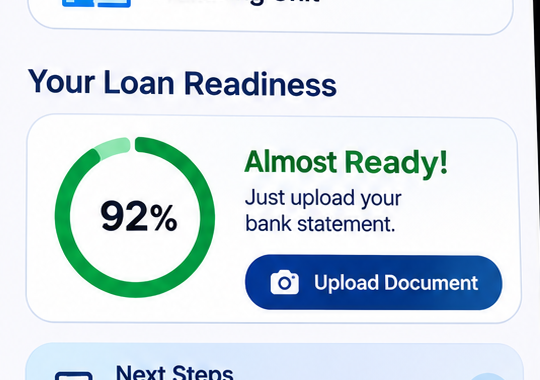 Your Loan Readiness
92%
Almost Ready!
Just upload your
bank statement.
Upload Document
Next Steps